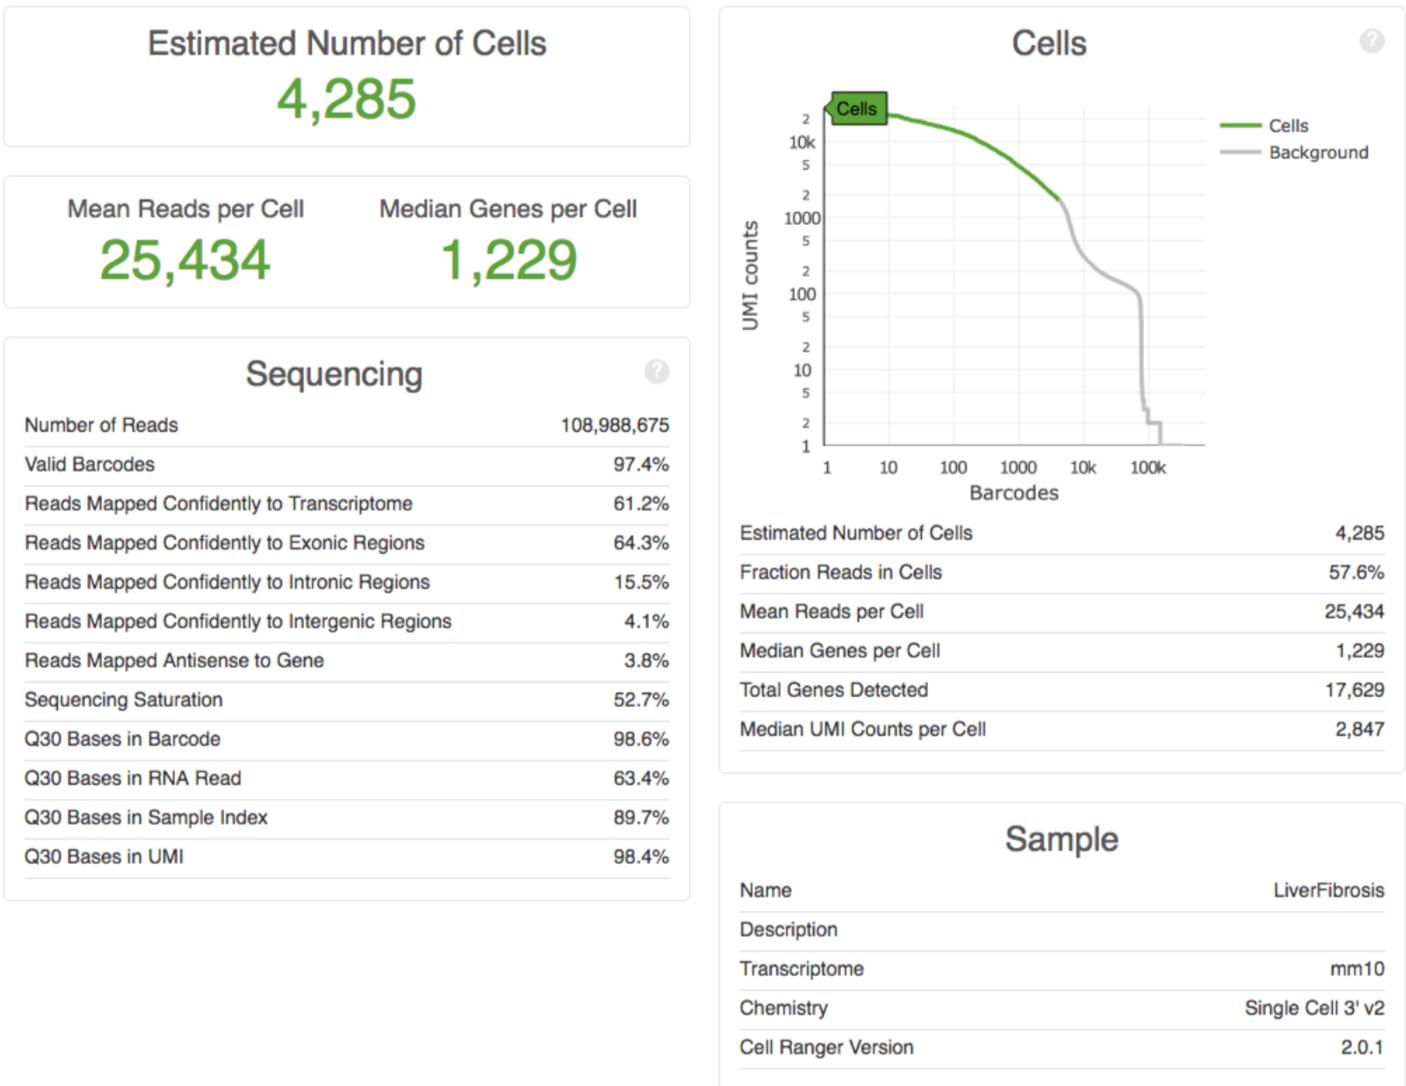 Estimated Number of Cells
4,285
Mean Reads per Cell
25,434
Median Genes per Cell
1,229
Sequencing
?
Number of Reads 108,988,675
Valid Barcodes 97.4%
Reads Mapped Confidently to Transcriptome 61.2%
Reads Mapped Confidently to Exonic Regions 64.3%
Reads Mapped Confidently to Intronic Regions 15.5%
Reads Mapped Confidently to Intergenic Regions 4.1%
Reads Mapped Antisense to Gene 3.8%
Sequencing Saturation 52.7%
Q30 Bases in Barcode 98.6%
Q30 Bases in RNA Read 63.4%
Q30 Bases in Sample Index 89.7%
Q30 Bases in UMI 98.4%
Cells
?
Cells
Cells
Background
UMI counts
2
10k
5
2
1000
5
2
100
5
2
10
5
2
1
1 10 100 1000 10k 100k
Barcodes
Estimated Number of Cells 4,285
Fraction Reads in Cells 57.6%
Mean Reads per Cell 25,434
Median Genes per Cell 1,229
Total Genes Detected 17,629
Median UMI Counts per Cell 2,847
Sample
Name LiverFibrosis
Description
Transcriptome mm10
Chemistry Single Cell 3' v2
Cell Ranger Version 2.0.1